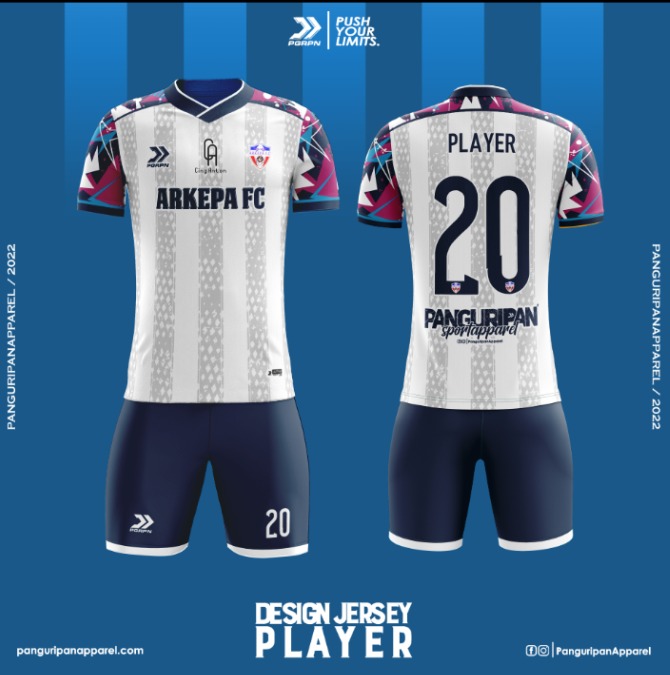 PGRPN
PUSH
YOUR
LIMITS.
PGRPN
CA
ARKEPA FC
PLAYER
20
PANGURIPAN
sportapparel
PanguripanApparel
PGRPN
20
PANGURIPANAPPAREL / 2022
PANGURIPANAPPAREL / 2022
DESIGN JERSEY
PLAYER
panguripanapparel.com
PanguripanApparel